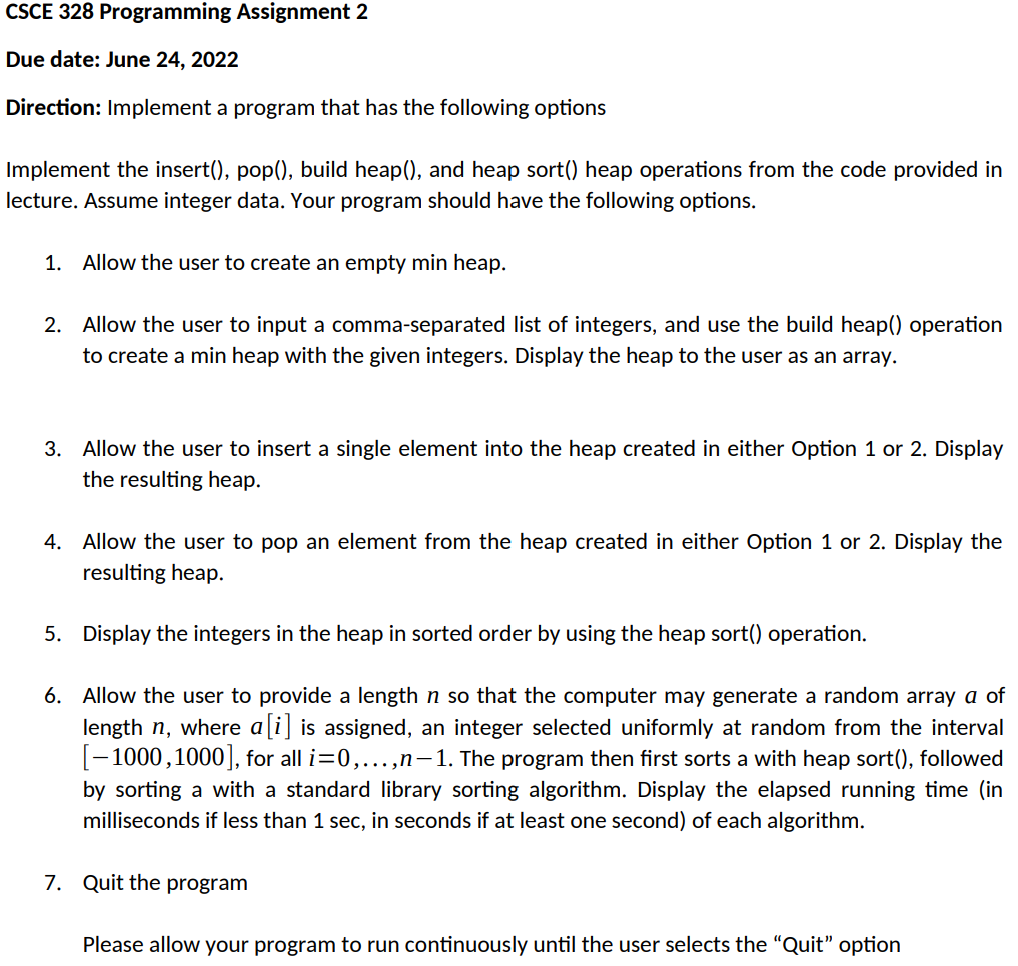 CSCE 328 Programming Assignment 2
Due date: June 24, 2022
Direction: Implement a program that has the following options
Implement the insert(), pop(), build heap(), and heap sort() heap operations from the code provided in
lecture. Assume integer data. Your program should have the following options.
1. Allow the user to create an empty min heap.
2. Allow the user to input a comma-separated list of integers, and use the build heap() operation
to create a min heap with the given integers. Display the heap to the user as an array.
3. Allow the user to insert a single element into the heap created in either Option 1 or 2. Display
the resulting heap.
4. Allow the user to pop an element from the heap created in either Option 1 or 2. Display the
resulting heap.
5. Display the integers in the heap in sorted order by using the heap sort() operation.
6. Allow the user to provide a length n so that the computer may generate a random array a of
length n, where a[i] is assigned, an integer selected uniformly at random from the interval
[−1000,1000], for all i=0,...,n−1. The program then first sorts a with heap sort(), followed
by sorting a with a standard library sorting algorithm. Display the elapsed running time (in
milliseconds if less than 1 sec, in seconds if at least one second) of each algorithm.
7. Quit the program
Please allow your program to run continuously until the user selects the “Quit” option